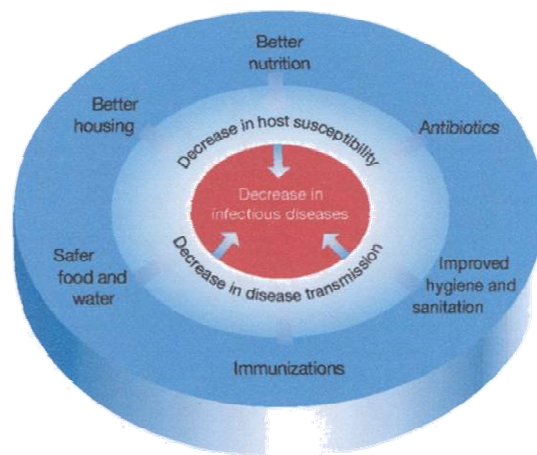 Better
nutrition
Better
housing
Antibiotics
Decrease in host susceptibility
Decrease in
infectious diseases
Decrease in disease transmission
Safer
food and
water
Improved
hygiene and
sanitation
Immunizations